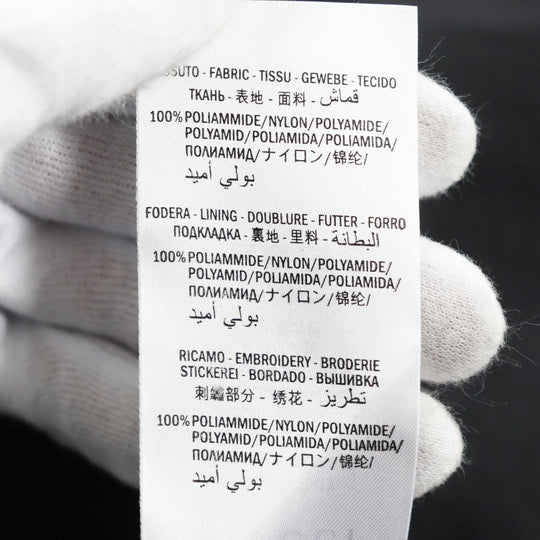 - FABRIC - TISSU - GEWEBE - TECIDO
ТКАНЬ - 表地 - 面料 - قماش
100% POLIAMMIDE/NYLON/POLYAMIDE/
POLYAMID/POLIAMIDA/POLIAMIDA/
ПОЛИАМИД/ナイロン/锦纶/
بولي أميد
FODERA - LINING - DOUBLURE - FUTTER - FORRO
ПОДКЛАДКА - 裏地 - 里料 - البطانة
100% POLIAMMIDE/NYLON/POLYAMIDE/
POLYAMID/POLIAMIDA/POLIAMIDA/
ПОЛИАМИД/ナイロン/锦纶/
بولي أميد
RICAMO - EMBROIDERY - BRODERIE
STICKEREI - BORDADO - ВЫШИВКА
刺繍部分 - 绣花 - تطريز
100% POLIAMMIDE/NYLON/POLYAMIDE/
POLYAMID/POLIAMIDA/POLIAMIDA/
ПОЛИАМИД/ナイロン/锦纶/
بولي أميد